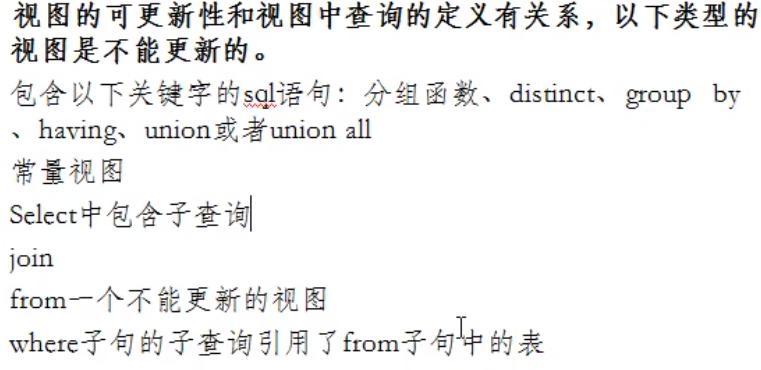 视图的可更新性和视图中查询的定义有关系，以下类型的
视图是不能更新的。
包含以下关键字的sql语句：分组函数、distinct、group by
、having、union或者union all
常量视图
Select中包含子查询
join
from一个不能更新的视图
where子句的子查询引用了from子句中的表